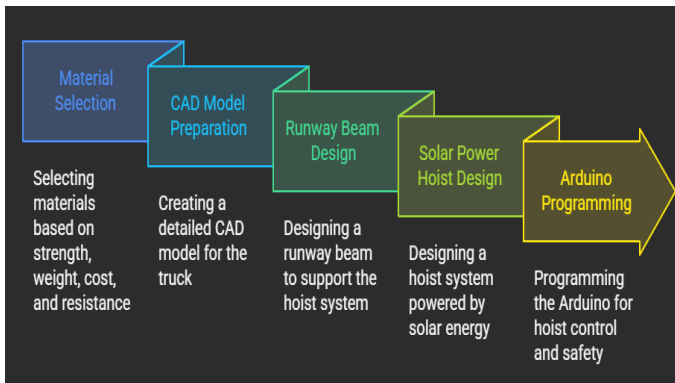 Material
Selection
CAD Model
Preparation
Runway Beam
Design
Solar Power
Hoist Design
Arduino
Programming
Selecting
materials
based on
strength,
weight, cost,
and resistance
Creating a
detailed CAD
model for the
truck
Designing a
runway beam
to support the
hoist system
Designing a
hoist system
powered by
solar energy
Programming
the Arduino for
hoist control
and safety